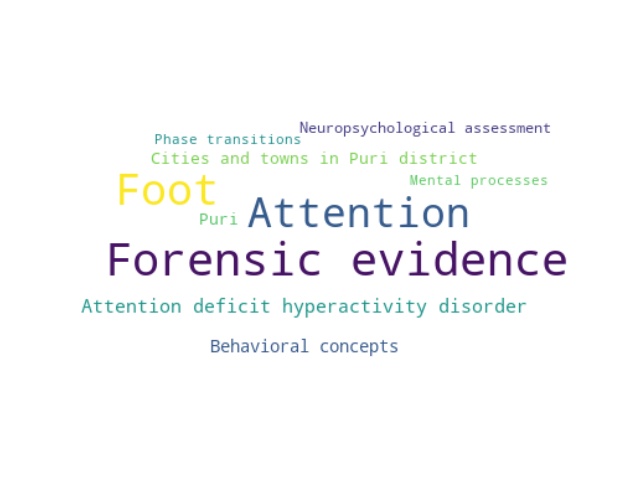 Neuropsychological assessment
Phase transitions
Cities and towns in Puri district
Mental processes
Foot
Attention
Puri
Forensic evidence
Attention deficit hyperactivity disorder
Behavioral concepts